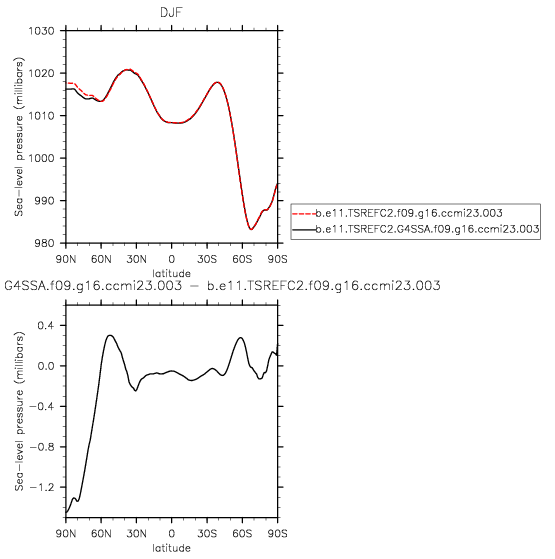 DJF
1030
1020
1010
1000
990
980
Sea-level pressure (millibars)
90N 60N 30N 0 30S 60S 90S
latitude
b.e11.TSREFC2.f09.g16.ccmi23.003
b.e11.TSREFC2.G4SSA.f09.g16.ccmi23.003
G4SSA.f09.g16.ccmi23.003 - b.e11.TSREFC2.f09.g16.ccmi23.003
0.4
0.0
-0.4
-0.8
-1.2
Sea-level pressure (millibars)
90N 60N 30N 0 30S 60S 90S
latitude